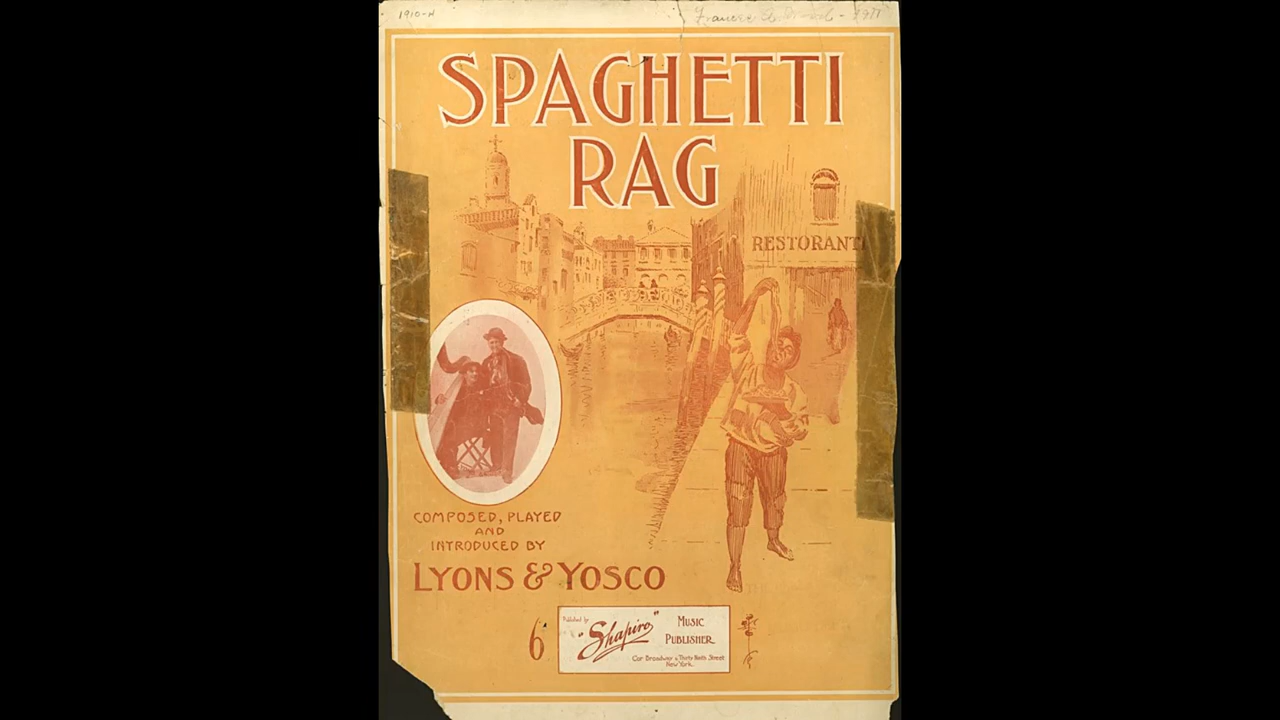 1910-H
SPAGHETTI
RAG
RESTORANTI
COMPOSED, PLAYED
AND
INTRODUCED BY
LYONS & YOSCO
6
Published by
"Shapiro"
MUSIC
PUBLISHER
Cor Broadway & Thirty Ninth Street
New York.